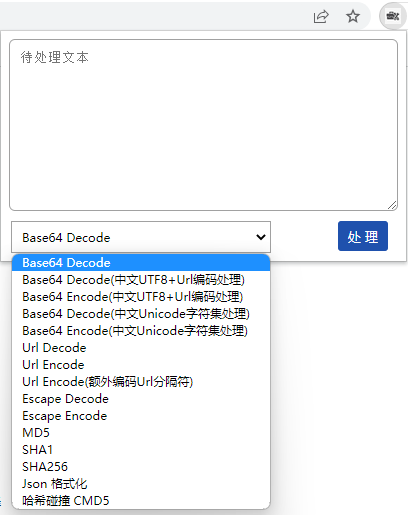 待处理文本
Base64 Decode
处 理
Base64 Decode
Base64 Decode(中文UTF8+Url编码处理)
Base64 Encode(中文UTF8+Url编码处理)
Base64 Decode(中文Unicode字符集处理)
Base64 Encode(中文Unicode字符集处理)
Url Decode
Url Encode
Url Encode(额外编码Url分隔符)
Escape Decode
Escape Encode
MD5
SHA1
SHA256
Json 格式化
哈希碰撞 CMD5